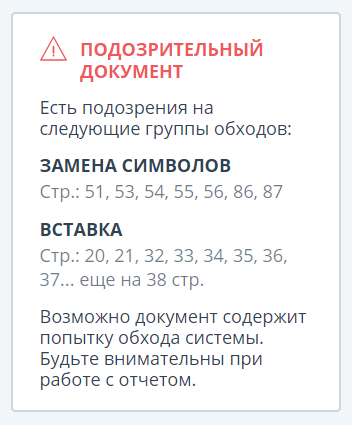 ПОДОЗРИТЕЛЬНЫЙ
ДОКУМЕНТ
Есть подозрения на
следующие группы обходов:
ЗАМЕНА СИМВОЛОВ
Стр.: 51, 53, 54, 55, 56, 86, 87
ВСТАВКА
Стр.: 20, 21, 32, 33, 34, 35, 36,
37... еще на 38 стр.
Возможно документ содержит
попытку обхода системы.
Будьте внимательны при
работе с отчетом.